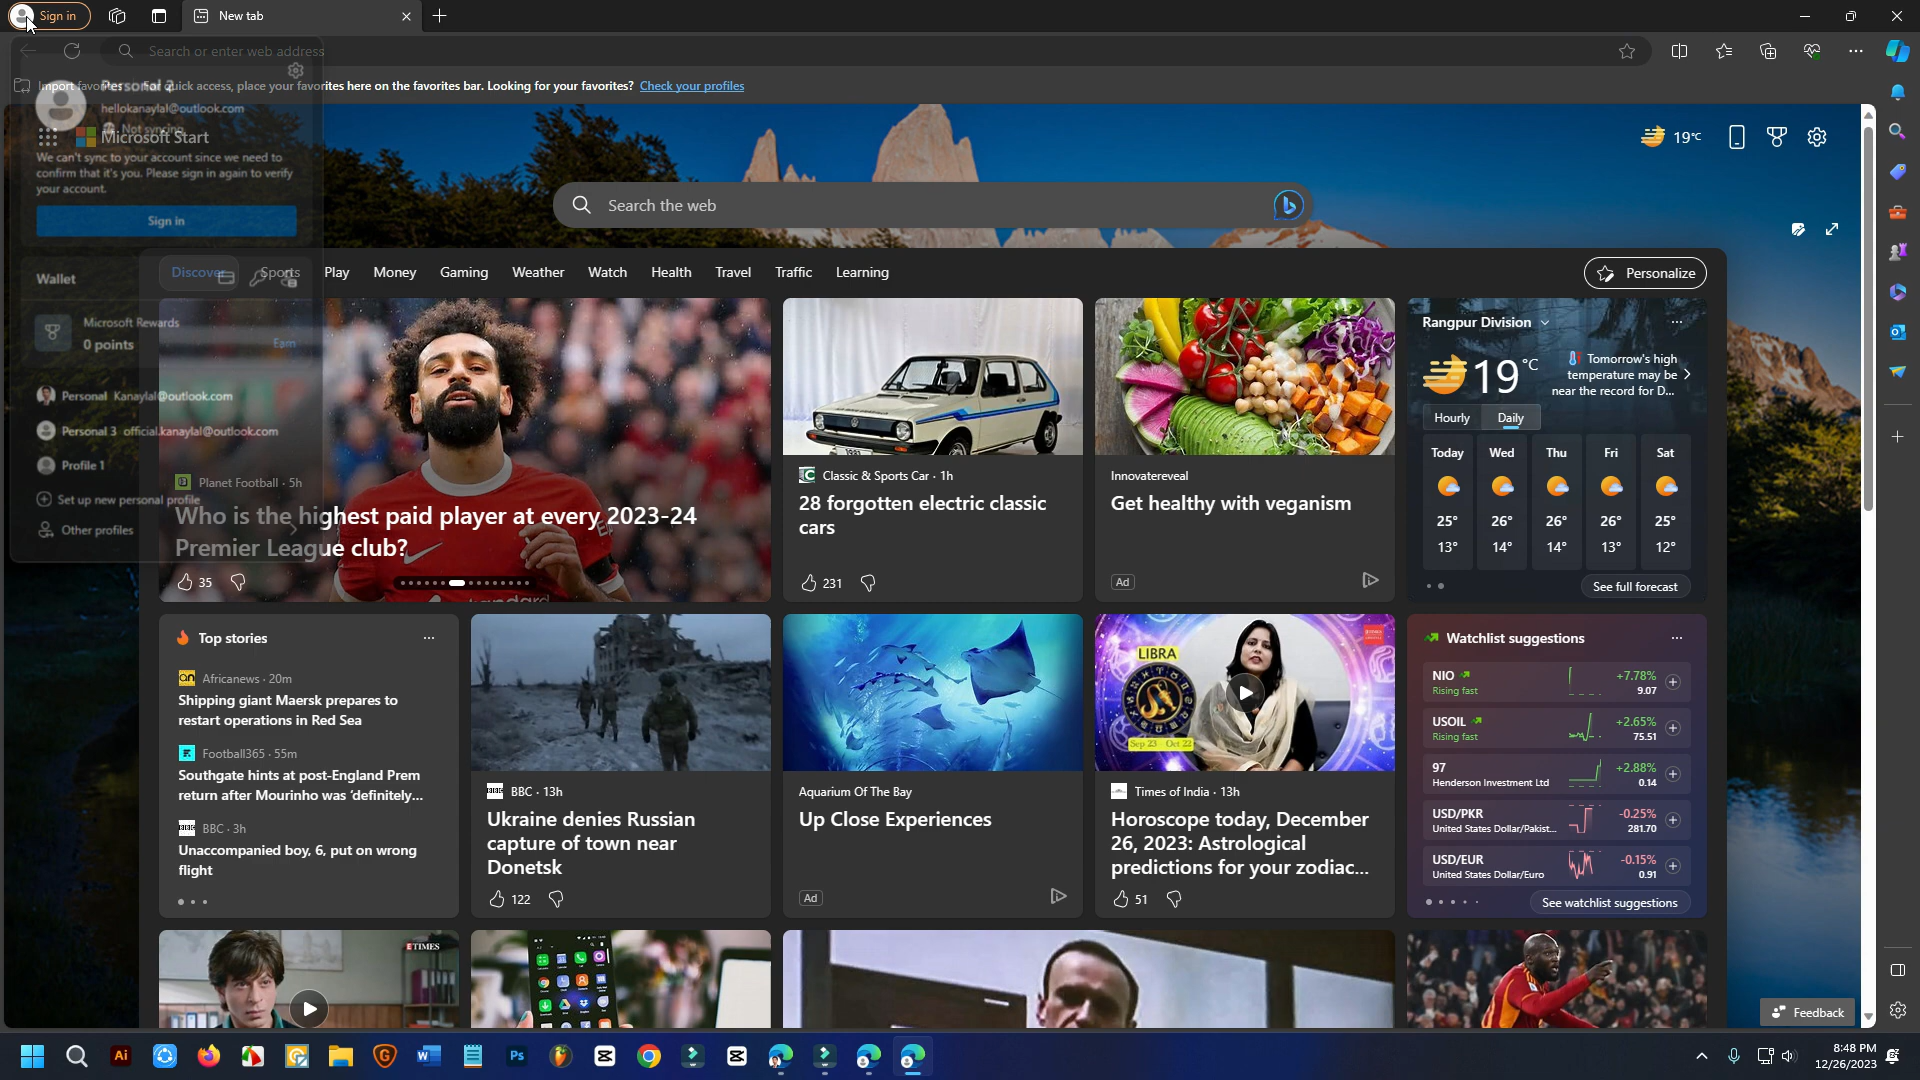 Sign in
New tab
Search or enter web address
Import favorites
For quick access, place your favorites here on the favorites bar. Looking for your favorites? Check your profiles
Personal 2
hellokanaylal@outlook.com
Not syncing
Microsoft Start
We can't sync to your account since we need to
confirm that it's you. Please sign in again to verify
your account.
Sign in
Wallet
Microsoft Rewards
0 points
Earn
Personal Kanaylal@outlook.com
Personal 3 official.kanaylal@outlook.com
Profile 1
Set up new personal profile
Other profiles
19°C
Search the web
Discover
Sports
Play
Money
Gaming
Weather
Watch
Health
Travel
Traffic
Learning
Personalize
Planet Football · 5h
Who is the highest paid player at every 2023-24
Premier League club?
35
Classic & Sports Car · 1h
28 forgotten electric classic
cars
231
Innovatereveal
Get healthy with veganism
Ad
Rangpur Division
19°C
Tomorrow's high
temperature may be
near the record for D...
Hourly
Daily
Today Wed Thu Fri Sat
25° 26° 26° 26° 25°
13° 14° 14° 13° 12°
See full forecast
Top stories
Africanews · 20m
Shipping giant Maersk prepares to
restart operations in Red Sea
Football365 · 55m
Southgate hints at post-England Prem
return after Mourinho was 'definitely...
BBC · 3h
Unaccompanied boy, 6, put on wrong
flight
BBC · 13h
Ukraine denies Russian
capture of town near
Donetsk
122
Aquarium Of The Bay
Up Close Experiences
Ad
LIBRA
Sep 23 Oct 22
Times of India · 13h
Horoscope today, December
26, 2023: Astrological
predictions for your zodiac...
51
Watchlist suggestions
NIO
Rising fast
+7.78%
9.07
USOIL
Rising fast
+2.65%
75.51
97
Henderson Investment Ltd
+2.88%
0.14
USD/PKR
United States Dollar/Pakist...
-0.25%
281.70
USD/EUR
United States Dollar/Euro
-0.15%
0.91
See watchlist suggestions
ETIMES
Feedback
8:48 PM
12/26/2023